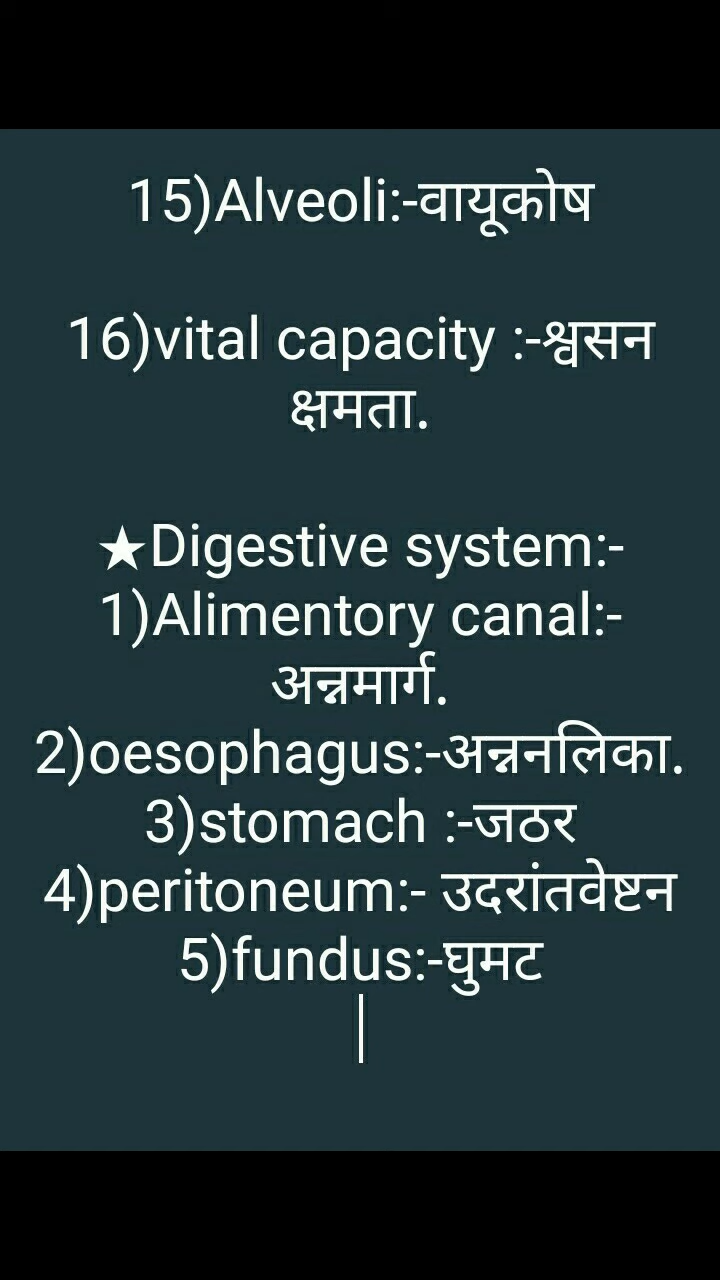 15)Alveoli:-वायूकोष
16)vital capacity :-श्वसन
क्षमता.
★Digestive system:-
1)Alimentory canal:-
अन्नमार्ग.
2)oesophagus:-अन्ननलिका.
3)stomach :-जठर
4)peritoneum:- उदरांतवेष्टन
5)fundus:-घुमट